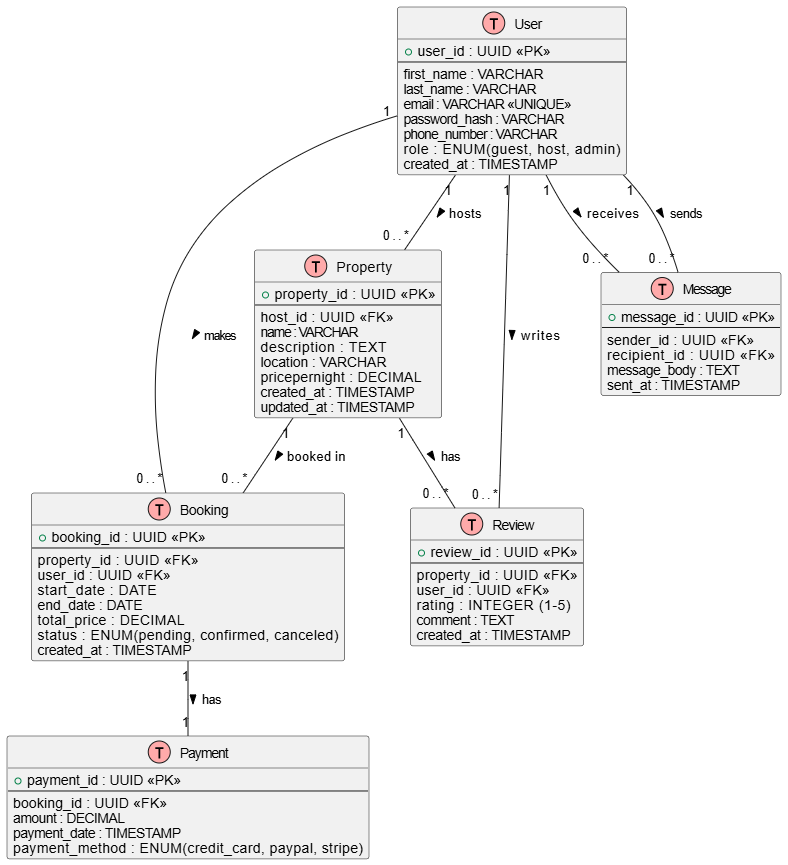 T User
user_id : UUID «PK»
first_name : VARCHAR
last_name : VARCHAR
email : VARCHAR «UNIQUE»
password_hash : VARCHAR
phone_number : VARCHAR
role : ENUM(guest, host, admin)
created_at : TIMESTAMP
1
1
1
1
1
hosts
receives
sends
0..*
0..*
0..*
T Property
property_id : UUID «PK»
host_id : UUID «FK»
name : VARCHAR
description : TEXT
location : VARCHAR
pricepernight : DECIMAL
created_at : TIMESTAMP
updated_at : TIMESTAMP
T Message
message_id : UUID «PK»
sender_id : UUID «FK»
recipient_id : UUID «FK»
message_body : TEXT
sent_at : TIMESTAMP
makes
writes
1
1
booked in
has
0..*
0..*
0..*
0..*
T Booking
booking_id : UUID «PK»
property_id : UUID «FK»
user_id : UUID «FK»
start_date : DATE
end_date : DATE
total_price : DECIMAL
status : ENUM(pending, confirmed, canceled)
created_at : TIMESTAMP
T Review
review_id : UUID «PK»
property_id : UUID «FK»
user_id : UUID «FK»
rating : INTEGER (1-5)
comment : TEXT
created_at : TIMESTAMP
1
has
1
T Payment
payment_id : UUID «PK»
booking_id : UUID «FK»
amount : DECIMAL
payment_date : TIMESTAMP
payment_method : ENUM(credit_card, paypal, stripe)